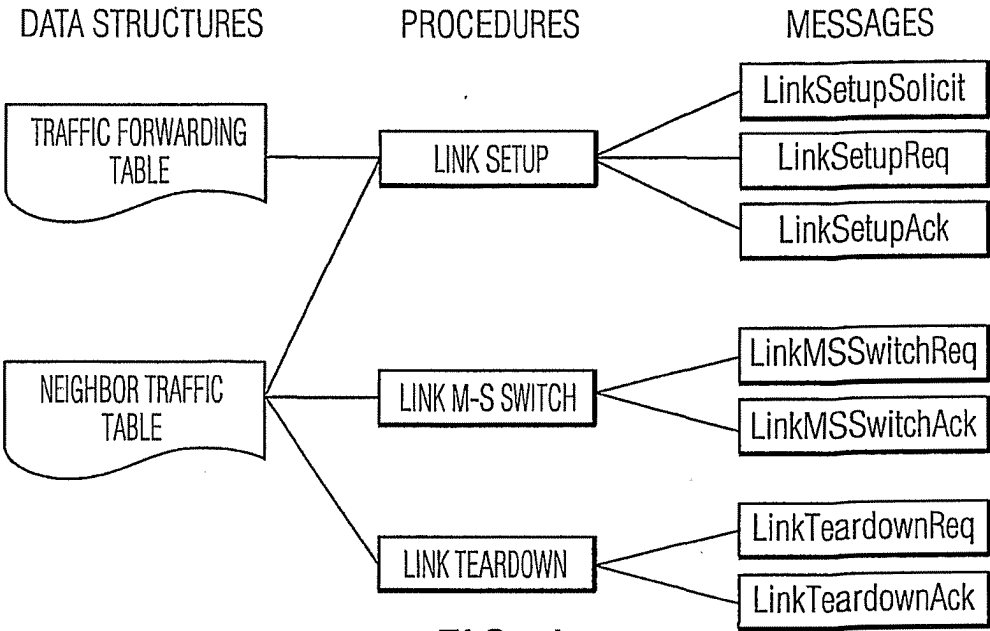 DATA STRUCTURES
PROCEDURES
MESSAGES
TRAFFIC FORWARDING
TABLE
LINK SETUP
LinkSetupSolicit
LinkSetupReq
LinkSetupAck
NEIGHBOR TRAFFIC
TABLE
LINK M-S SWITCH
LinkMSSwitchReq
LinkMSSwitchAck
LINK TEARDOWN
LinkTeardownReq
LinkTeardownAck